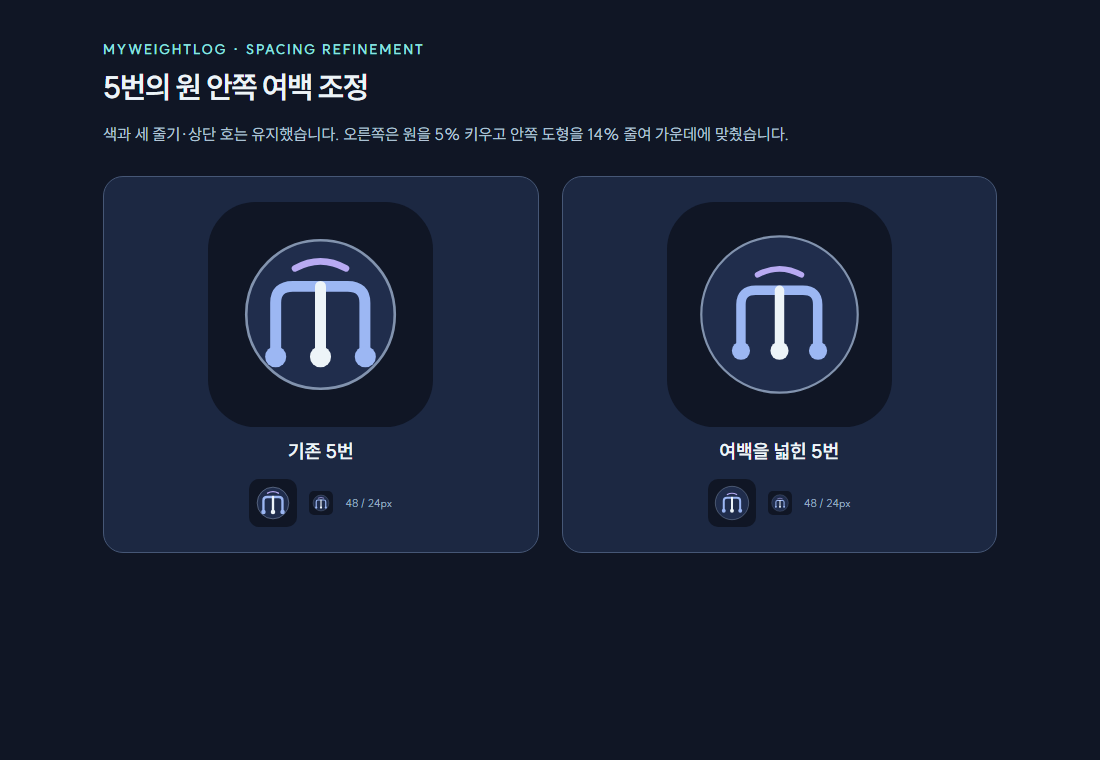 MYWEIGHTLOG · SPACING REFINEMENT
5번의 원 안쪽 여백 조정
색과 세 줄기·상단 호는 유지했습니다. 오른쪽은 원을 5% 키우고 안쪽 도형을 14% 줄여 가운데에 맞췄습니다.
기존 5번
48 / 24px
여백을 넓힌 5번
48 / 24px